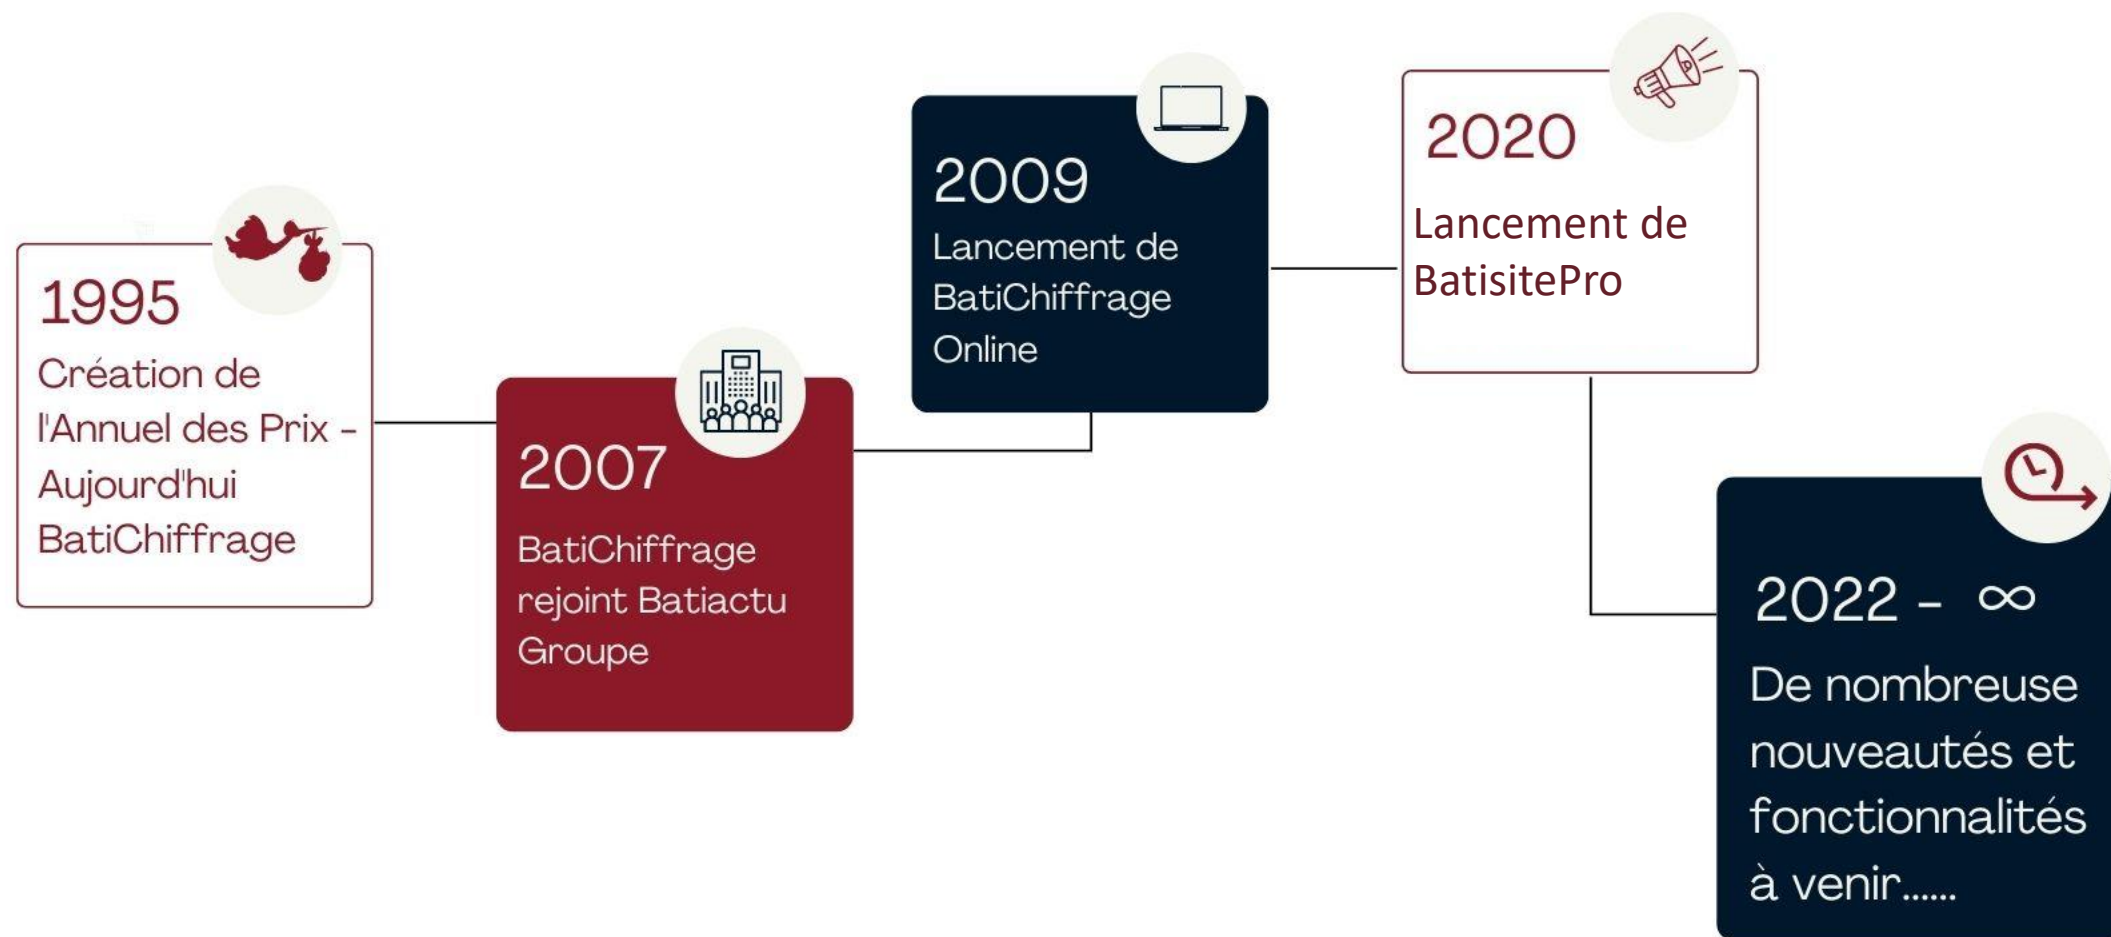 1995
Création de
l'Annuel des Prix -
Aujourd'hui
BatiChiffrage
2007
BatiChiffrage
rejoint Batiactu
Groupe
2009
Lancement de
BatiChiffrage
Online
2020
Lancement de
BatisitePro
2022 - ∞
De nombreuse
nouveautés et
fonctionnalités
à venir......